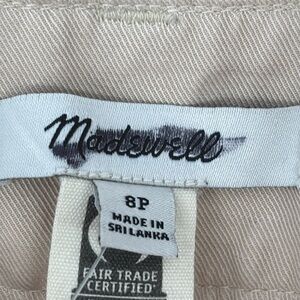 Madewell
8P
MADE IN
SRI LANKA
FAIR TRADE
CERTIFIED